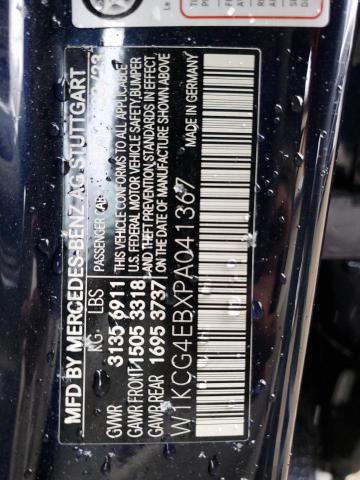 MFD BY MERCEDES-BENZ AG STUTTGART
KG LBS PASSENGER CAR
GVWR 3135 6911 THIS VEHICLE CONFORMS TO ALL APPLICABLE
GAWR FRONT 1505 3318 U.S. FEDERAL MOTOR VEHICLE SAFETY, BUMPER
GAWR REAR 1695 3737 AND THEFT PREVENTION STANDARDS IN EFFECT
ON THE DATE OF MANUFACTURE SHOWN ABOVE
W1KCG4EBXPA041367
MADE IN GERMANY